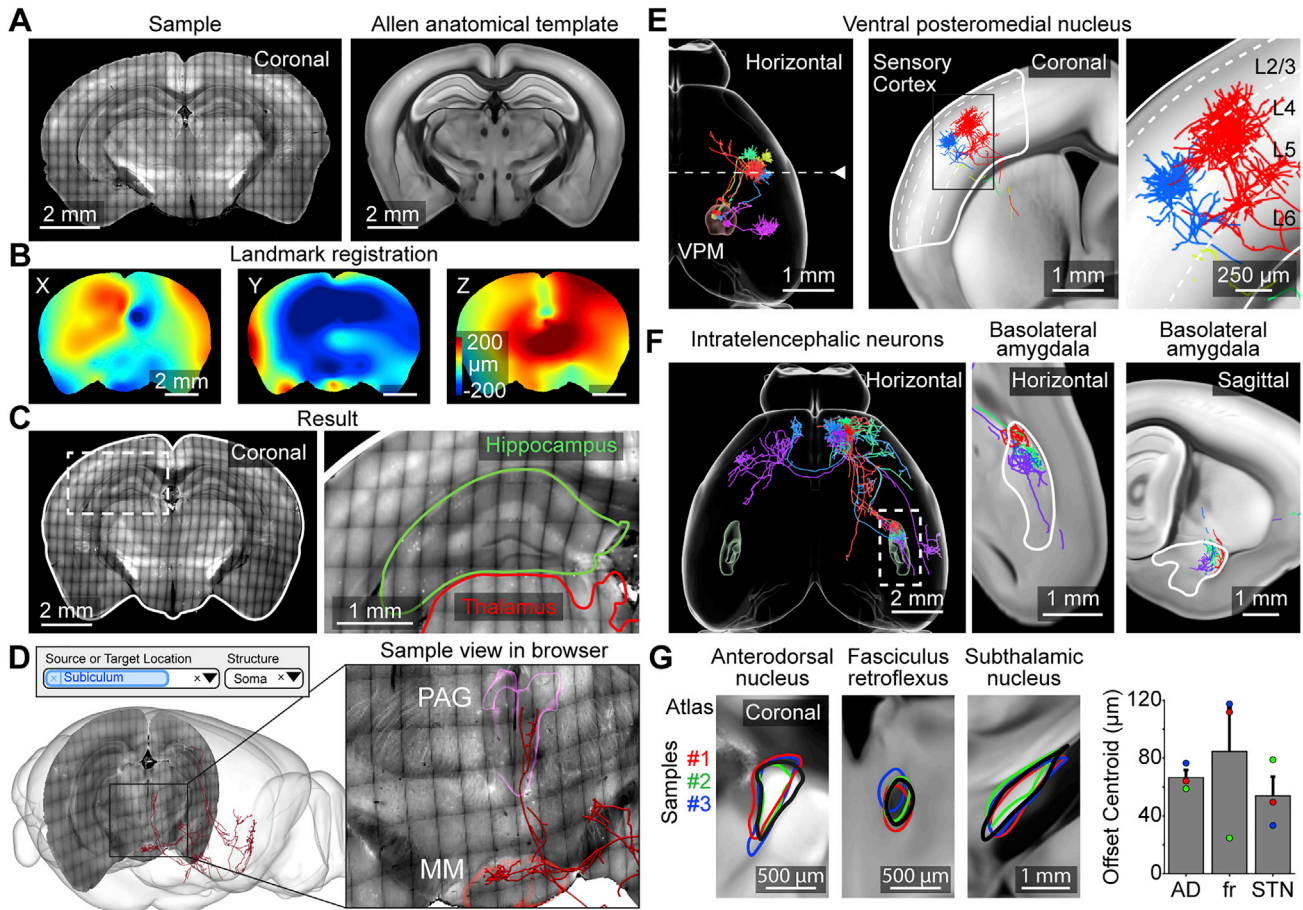 A
Sample
Coronal
2 mm
Allen anatomical template
2 mm
B
Landmark registration
X
2 mm
Y
Z
200
µm
-200
C
Result
Coronal
2 mm
Hippocampus
Thalamus
1 mm
D
Source or Target Location
Structure
× Subiculum
×
Soma
×
Sample view in browser
PAG
MM
E
Ventral posteromedial nucleus
Horizontal
VPM
1 mm
Sensory
Cortex
Coronal
1 mm
L2/3
L4
L5
L6
250 µm
F
Intratelencephalic neurons
Horizontal
2 mm
Basolateral
amygdala
Horizontal
1 mm
Basolateral
amygdala
Sagittal
1 mm
G
Anterodorsal
nucleus
Fasciculus
retroflexus
Subthalamic
nucleus
Atlas
Samples
#1
#2
#3
Coronal
500 µm
500 µm
1 mm
Offset Centroid (µm)
120
80
40
0
AD
fr
STN